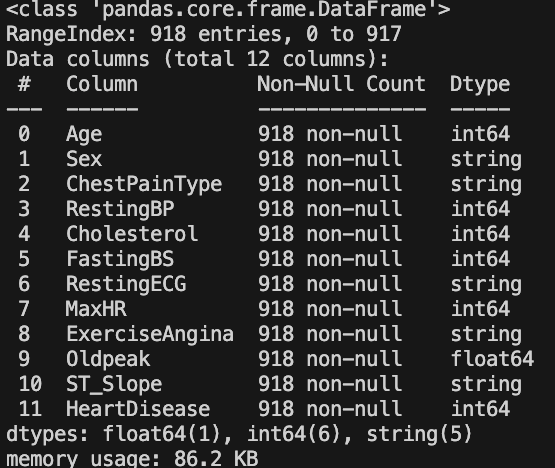 <class 'pandas.core.frame.DataFrame'>
RangeIndex: 918 entries, 0 to 917
Data columns (total 12 columns):
 #   Column          Non-Null Count  Dtype
---  ------          --------------  -----
 0   Age             918 non-null    int64
 1   Sex             918 non-null    string
 2   ChestPainType   918 non-null    string
 3   RestingBP       918 non-null    int64
 4   Cholesterol     918 non-null    int64
 5   FastingBS       918 non-null    int64
 6   RestingECG      918 non-null    string
 7   MaxHR           918 non-null    int64
 8   ExerciseAngina  918 non-null    string
 9   Oldpeak         918 non-null    float64
 10  ST_Slope        918 non-null    string
 11  HeartDisease    918 non-null    int64
dtypes: float64(1), int64(6), string(5)
memory usage: 86.2 KB